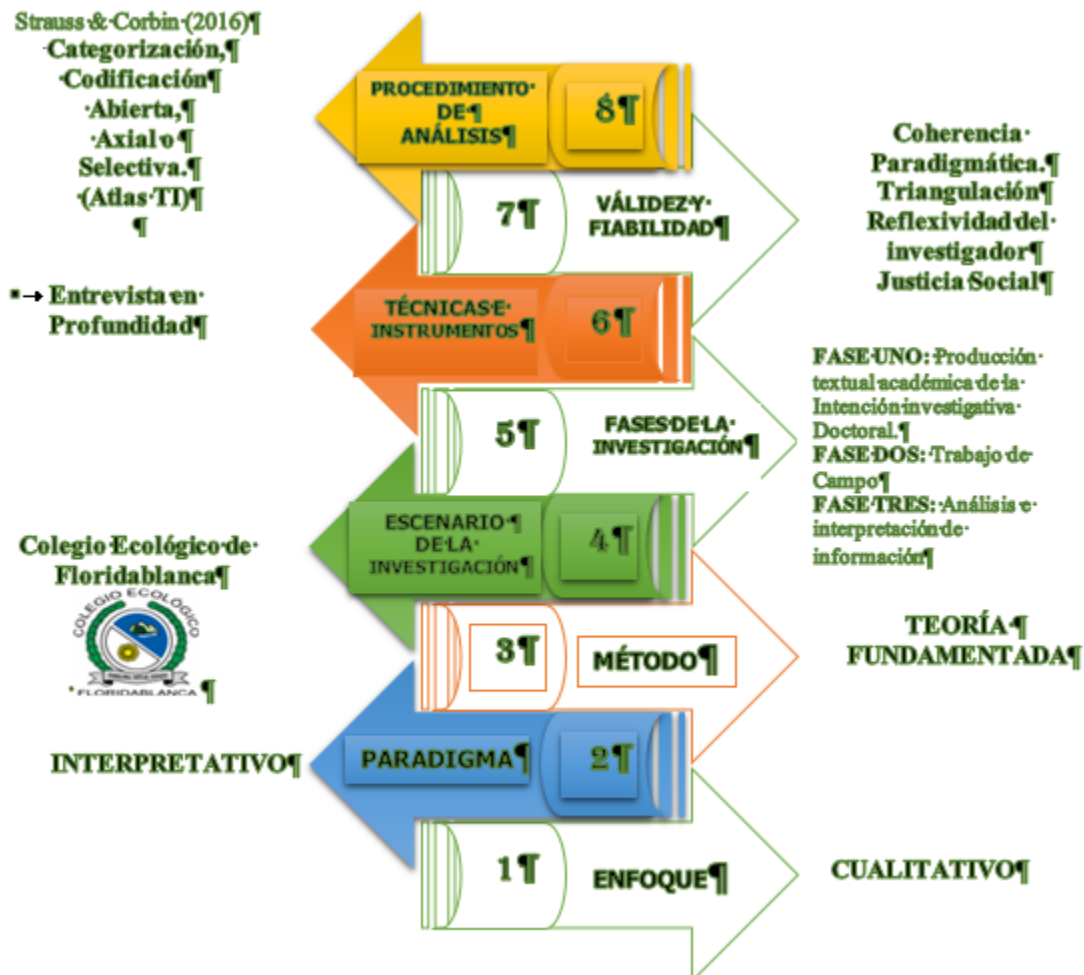 Strauss & Corbin (2016)¶
Categorización,¶
Codificación
Abierta,¶
Axial o¶
Selectiva.¶
(Atlas TI)¶
¶
PROCEDIMIENTO
DE¶
ANÁLISIS¶
8¶
7¶
VÁLIDEZ Y
FIABILIDAD¶
Coherencia
Paradigmática.¶
Triangulación¶
Reflexividad del
investigador
Justicia Social¶
→ Entrevista en
Profundidad¶
TÉCNICAS E
INSTRUMENTOS¶
6¶
5¶
FASES DE LA
INVESTIGACIÓN¶
FASE UNO: Producción
textual académica de la
Intención investigativa
Doctoral.¶
FASE DOS: Trabajo de
Campo¶
FASE TRES: Análisis e
interpretación de
información¶
ESCENARIO¶
DE LA
INVESTIGACIÓN¶
4¶
Colegio Ecológico de
Floridablanca¶
COLEGIO ECOLÓGICO
FLORIDABLANCA
¶
3¶
MÉTODO¶
TEORÍA¶
FUNDAMENTADA¶
INTERPRETATIVO¶
PARADIGMA¶
2¶
1¶
ENFOQUE¶
CUALITATIVO¶